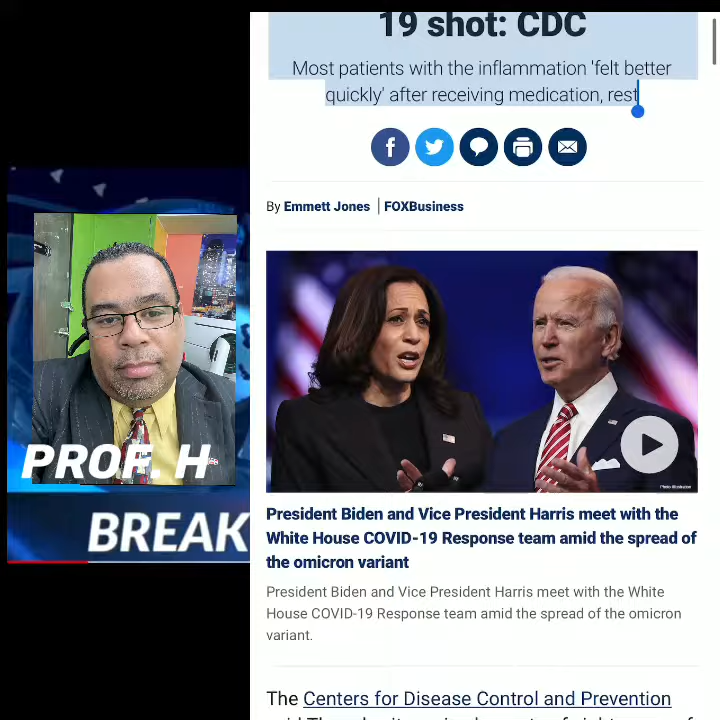 19 shot: CDC
Most patients with the inflammation 'felt better
quickly' after receiving medication, rest
By Emmett Jones | FOXBusiness
PROF. H
BREAK
Photo Illustration
President Biden and Vice President Harris meet with the
White House COVID-19 Response team amid the spread of
the omicron variant
President Biden and Vice President Harris meet with the White
House COVID-19 Response team amid the spread of the omicron
variant.
The Centers for Disease Control and Prevention